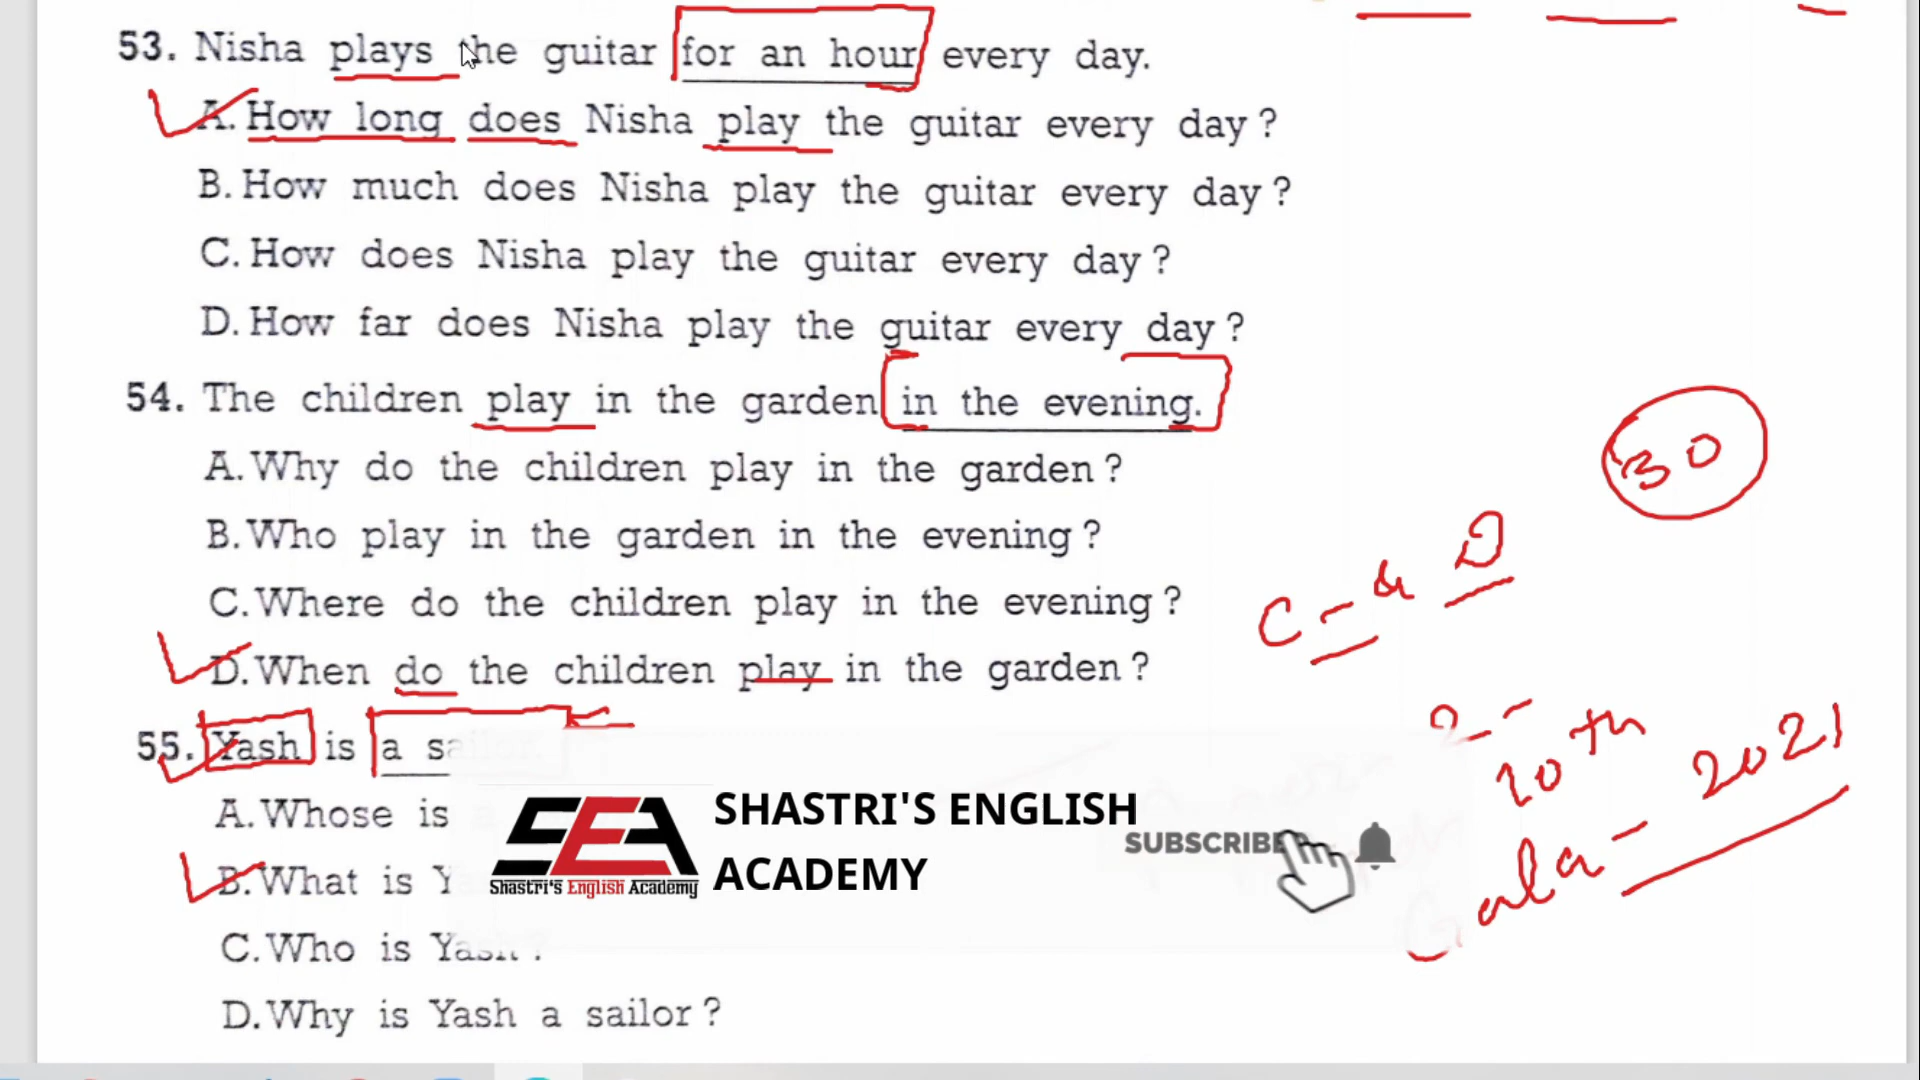 53. Nisha plays the guitar for an hour every day.
A. How long does Nisha play the guitar every day ?
B. How much does Nisha play the guitar every day ?
C. How does Nisha play the guitar every day ?
D. How far does Nisha play the guitar every day ?
54. The children play in the garden in the evening.
30
A. Why do the children play in the garden ?
B. Who play in the garden in the evening ?
C. Where do the children play in the evening ?
C - & D
D. When do the children play in the garden ?
55. Yash is a sailor.
2-
10th
2021
A. Whose is a
SEA
Shastri's English Academy
SHASTRI'S ENGLISH
ACADEMY
SUBSCRIBE
B. What is Y
Gala -
C. Who is Yash ?
D. Why is Yash a sailor ?